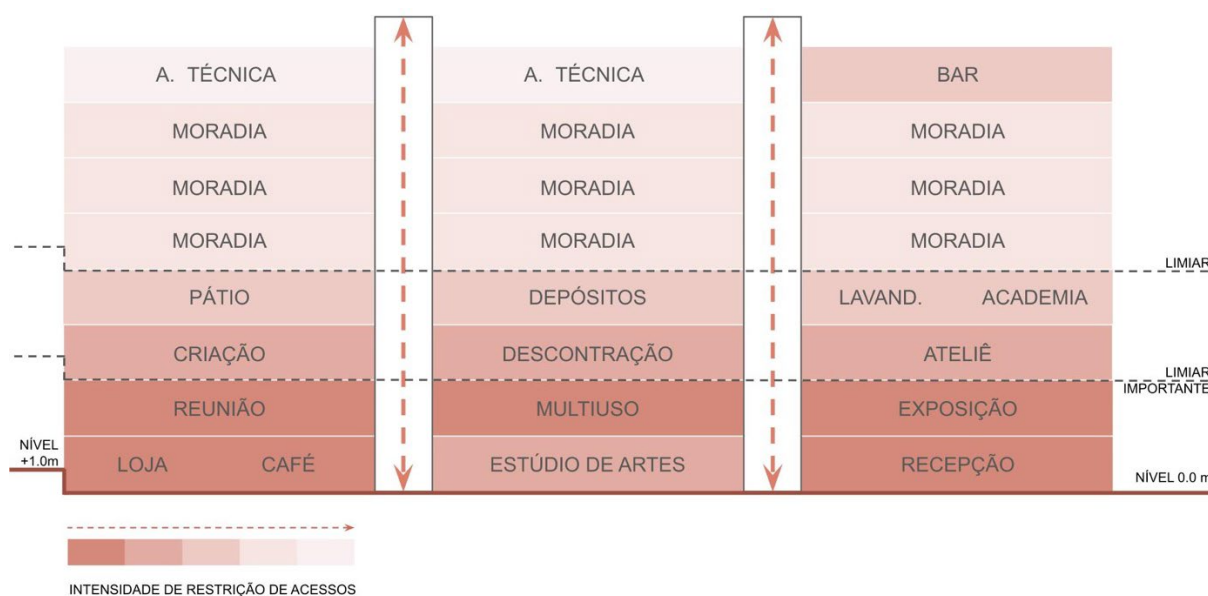 A. TÉCNICA A. TÉCNICA BAR
MORADIA MORADIA MORADIA
MORADIA MORADIA MORADIA
MORADIA MORADIA MORADIA
LIMIAR
PÁTIO DEPÓSITOS LAVAND. ACADEMIA
CRIAÇÃO DESCONTRAÇÃO ATELIÊ
LIMIAR
IMPORTANTE
REUNIÃO MULTIUSO EXPOSIÇÃO
NÍVEL
+1.0m
LOJA CAFÉ ESTÚDIO DE ARTES RECEPÇÃO
NÍVEL 0.0 m
INTENSIDADE DE RESTRIÇÃO DE ACESSOS